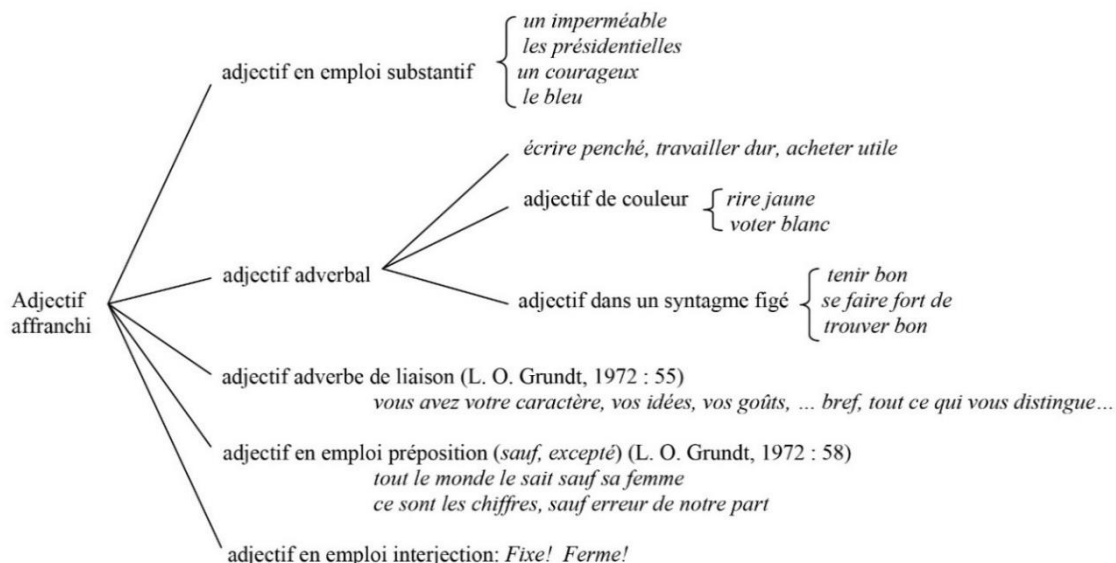 un imperméable
les présidentielles
adjectif en emploi substantif
un courageux
le bleu
écrire penché, travailler dur, acheter utile
adjectif de couleur
rire jaune
voter blanc
adjectif adverbal
tenir bon
adjectif dans un syntagme figé
se faire fort de
trouver bon
Adjectif
affranchi
adjectif adverbe de liaison (L. O. Grundt, 1972 : 55)
vous avez votre caractère, vos idées, vos goûts, … bref, tout ce qui vous distingue…
adjectif en emploi préposition (sauf, excepté) (L. O. Grundt, 1972 : 58)
tout le monde le sait sauf sa femme
ce sont les chiffres, sauf erreur de notre part
adjectif en emploi interjection: Fixe! Ferme!